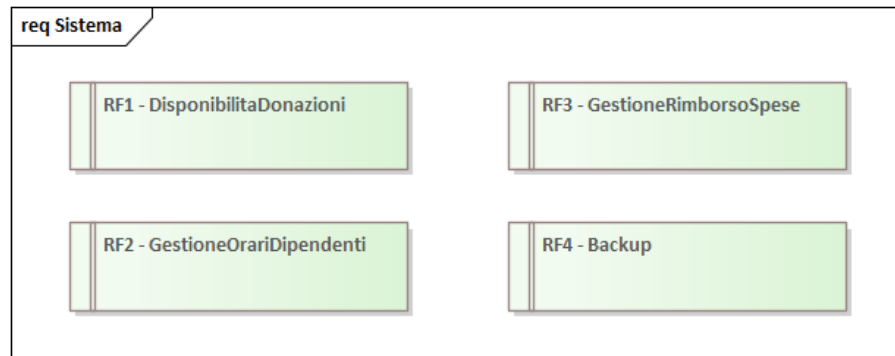 req Sistema
RF1 - DisponibilitaDonazioni
RF3 - GestioneRimborsoSpese
RF2 - GestioneOrariDipendenti
RF4 - Backup